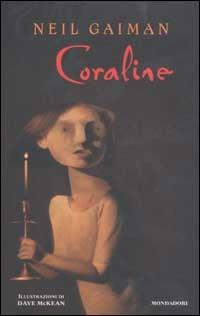 NEIL GAIMAN
Coraline
ILLUSTRAZIONI DI
DAVE McKEAN
MONDADORI